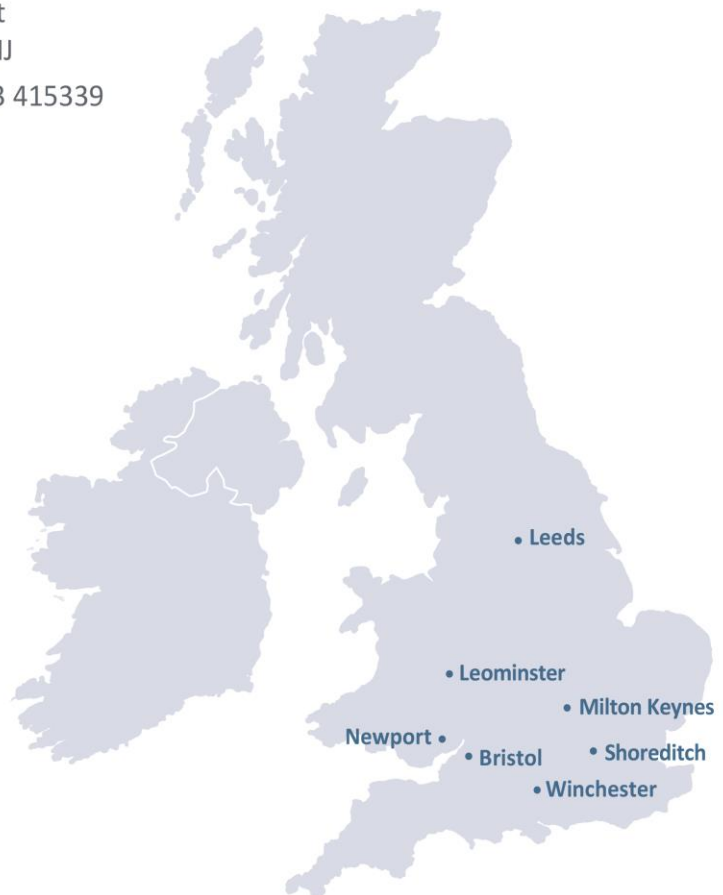 t
IJ
3 415339
Leeds
Leominster
Milton Keynes
Newport
Bristol
Shoreditch
Winchester